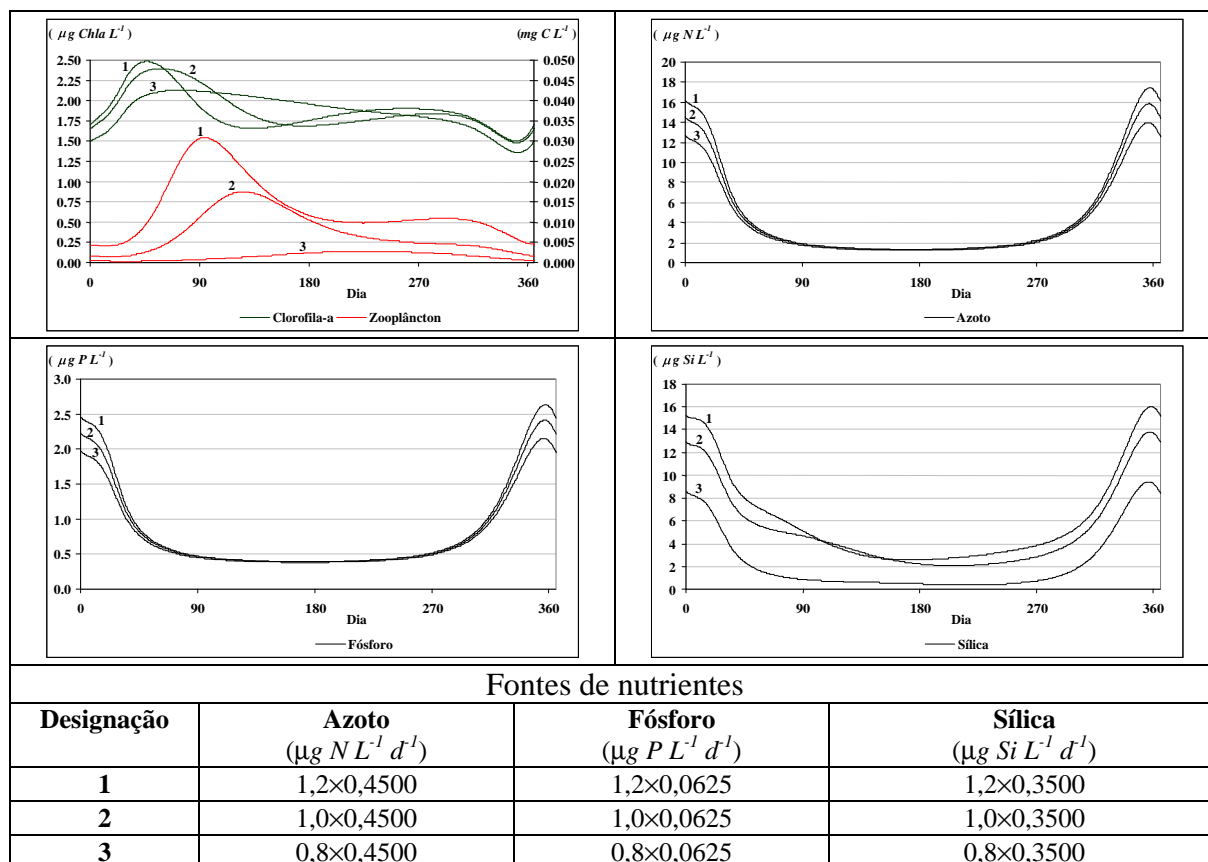 ( µg Chla L-1 ) (mg C L-1)
2.50 0.050
2.25 0.045
2.00 0.040
1.75 0.035
1.50 0.030
1.25 0.025
1.00 0.020
0.75 0.015
0.50 0.010
0.25 0.005
0.00 0.000
1
2
3
1
2
3
0 90 180 270 360
Dia
Clorofila-a Zooplâncton
( µg N L-1 )
20
18
16
14
12
10
8
6
4
2
0
1
2
3
0 90 180 270 360
Dia
Azoto
( µg P L-1 )
3.0
2.5
2.0
1.5
1.0
0.5
0.0
1
2
3
0 90 180 270 360
Dia
Fósforo
( µg Si L-1 )
18
16
14
12
10
8
6
4
2
0
1
2
3
0 90 180 270 360
Dia
Sílica
Fontes de nutrientes
Designação Azoto Fósforo Sílica
(µg N L-1 d-1) (µg P L-1 d-1) (µg Si L-1 d-1)
1 1,2×0,4500 1,2×0,0625 1,2×0,3500
2 1,0×0,4500 1,0×0,0625 1,0×0,3500
3 0,8×0,4500 0,8×0,0625 0,8×0,3500